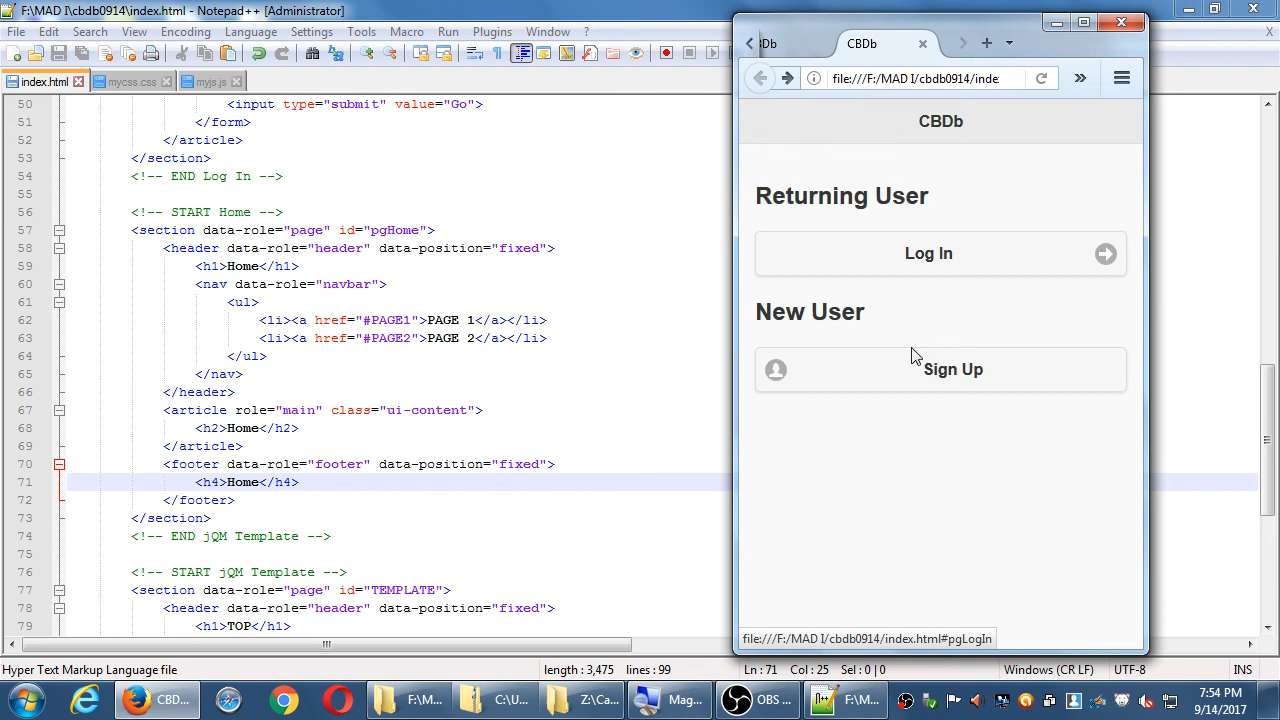 F:\MAD I\cbdb0914\index.html - Notepad++ [Administrator]
File Edit Search View Encoding Language Settings Tools Macro Run Plugins Window ?
X
index.html mycss.css myjs.js
50 <input type="submit" value="Go">
51 </form>
52 </article>
53 </section>
54 <!-- END Log In -->
55
56 <!-- START Home -->
57 <section data-role="page" id="pgHome">
58 <header data-role="header" data-position="fixed">
59 <h1>Home</h1>
60 <nav data-role="navbar">
61 <ul>
62 <li><a href="#PAGE1">PAGE 1</a></li>
63 <li><a href="#PAGE2">PAGE 2</a></li>
64 </ul>
65 </nav>
66 </header>
67 <article role="main" class="ui-content">
68 <h2>Home</h2>
69 </article>
70 <footer data-role="footer" data-position="fixed">
71 <h4>Home</h4>
72 </footer>
73 </section>
74 <!-- END jQM Template -->
75
76 <!-- START jQM Template -->
77 <section data-role="page" id="TEMPLATE">
78 <header data-role="header" data-position="fixed">
79 <h1>TOP</h1>
Hyper Text Markup Language file length : 3,475 lines : 99 Ln : 71 Col : 25 Sel : 0 | 0 Windows (CR LF) UTF-8 INS
Db CBDb
file:///F:/MAD I/cbdb0914/inde
CBDb
Returning User
Log In
New User
Sign Up
file:///F:/MAD I/cbdb0914/index.html#pgLogIn
CBD... F:\M... C:\U... Z:\Ca... Mag... OBS ... F:\M...
7:54 PM
9/14/2017